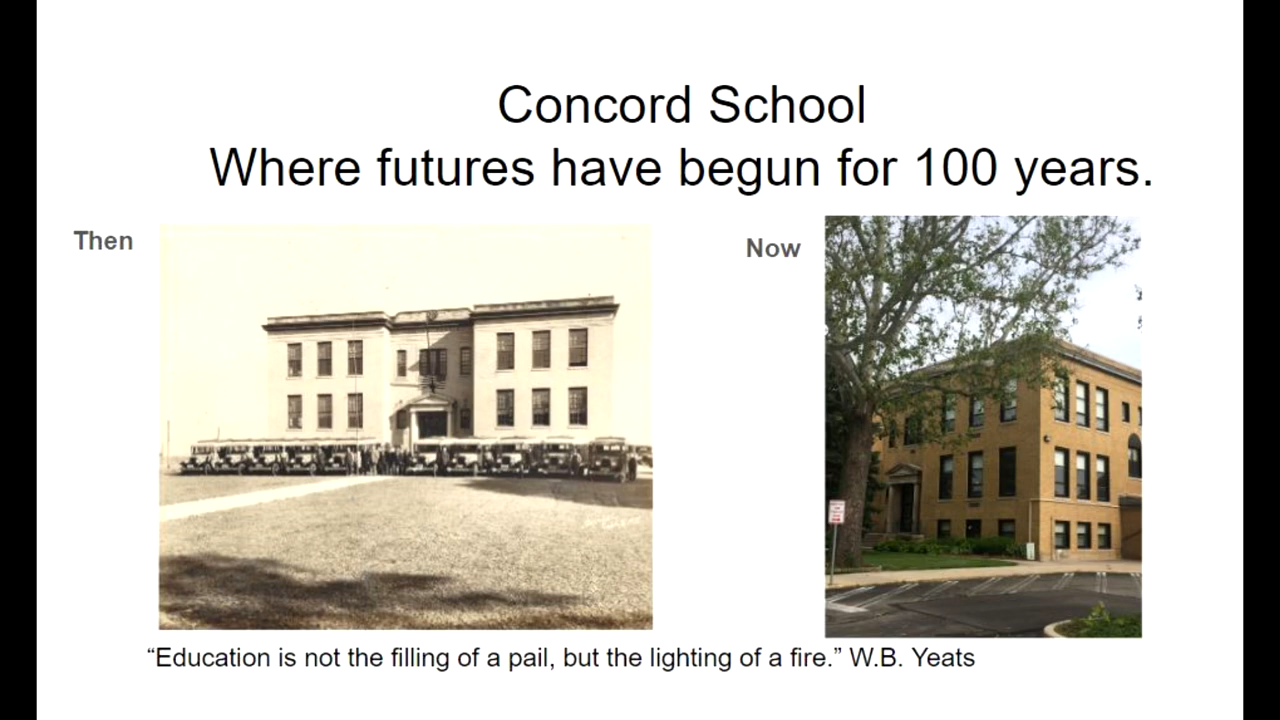 Concord School
Where futures have begun for 100 years.
Then
Now
“Education is not the filling of a pail, but the lighting of a fire.” W.B. Yeats